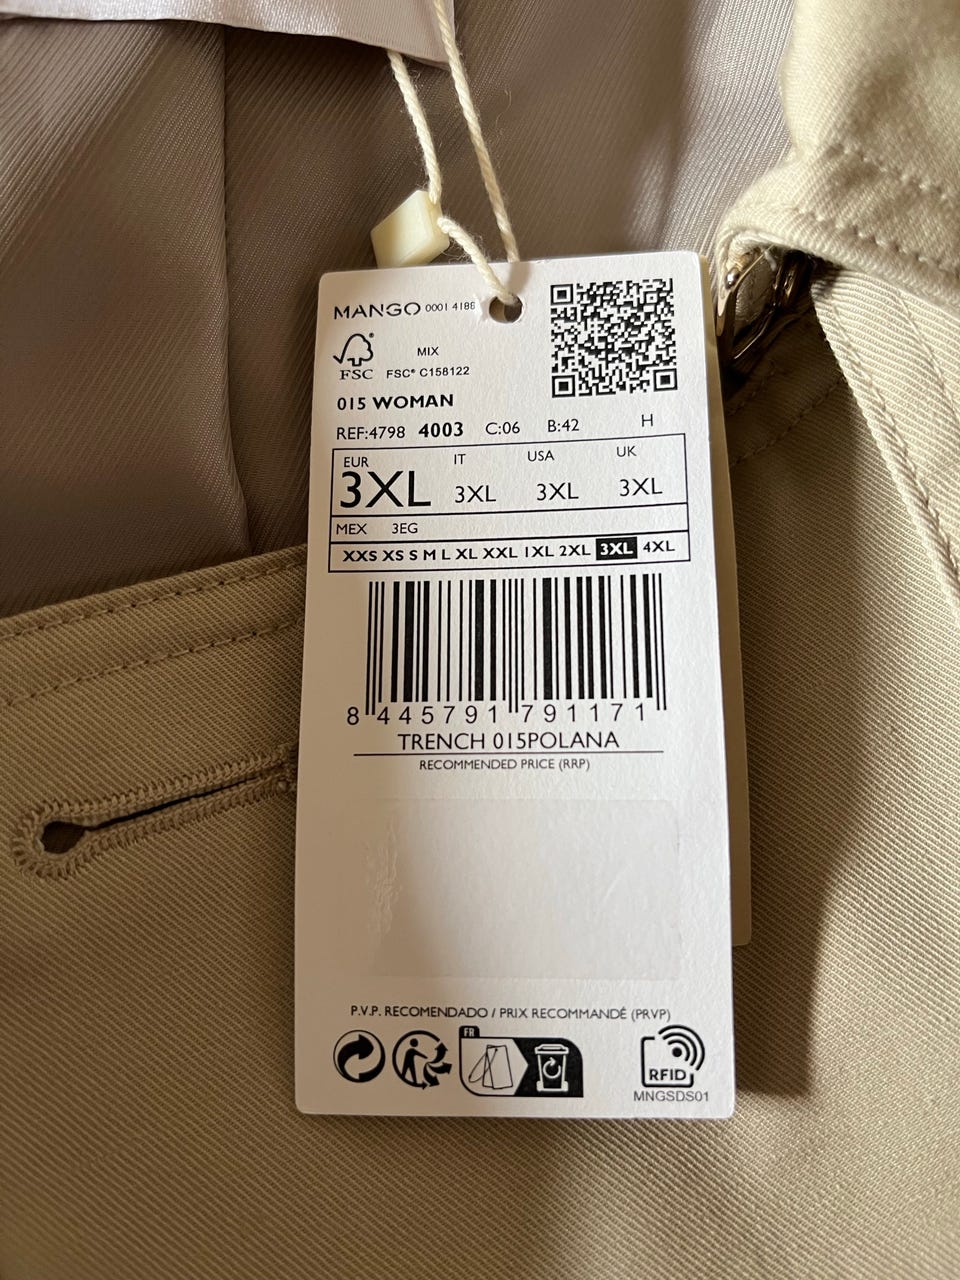 MANGO 0001 4188
MIX
FSC FSC® C158122
015 WOMAN
REF:4798 4003 C:06 B:42 H
EUR IT USA UK
3XL 3XL 3XL 3XL
MEX 3EG
XXS XS S M L XL XXL 1XL 2XL 3XL 4XL
8 445791 791171
TRENCH 015POLANA
RECOMMENDED PRICE (RRP)
P.V.P. RECOMENDADO / PRIX RECOMMANDÉ (PRVP)
FR
RFID
MNGSDS01